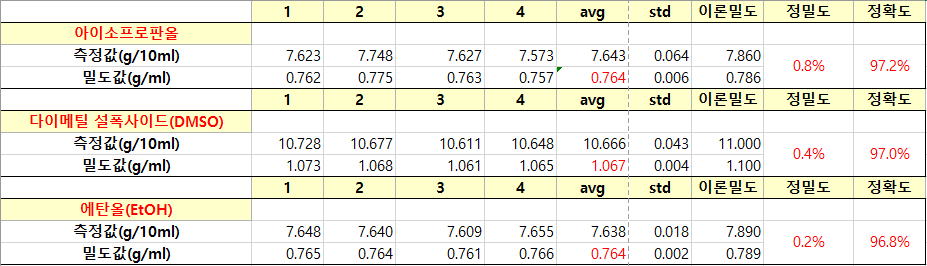 1 2 3 4 avg std 이론밀도 정밀도 정확도
아이소프로판올
측정값(g/10ml) 7.623 7.748 7.627 7.573 7.643 0.064 7.860 0.8% 97.2%
밀도값(g/ml) 0.762 0.775 0.763 0.757 0.764 0.006 0.786
1 2 3 4 avg std 이론밀도 정밀도 정확도
다이메틸 설폭사이드(DMSO)
측정값(g/10ml) 10.728 10.677 10.611 10.648 10.666 0.043 11.000 0.4% 97.0%
밀도값(g/ml) 1.073 1.068 1.061 1.065 1.067 0.004 1.100
1 2 3 4 avg std 이론밀도 정밀도 정확도
에탄올(EtOH)
측정값(g/10ml) 7.648 7.640 7.609 7.655 7.638 0.018 7.890 0.2% 96.8%
밀도값(g/ml) 0.765 0.764 0.761 0.766 0.764 0.002 0.789